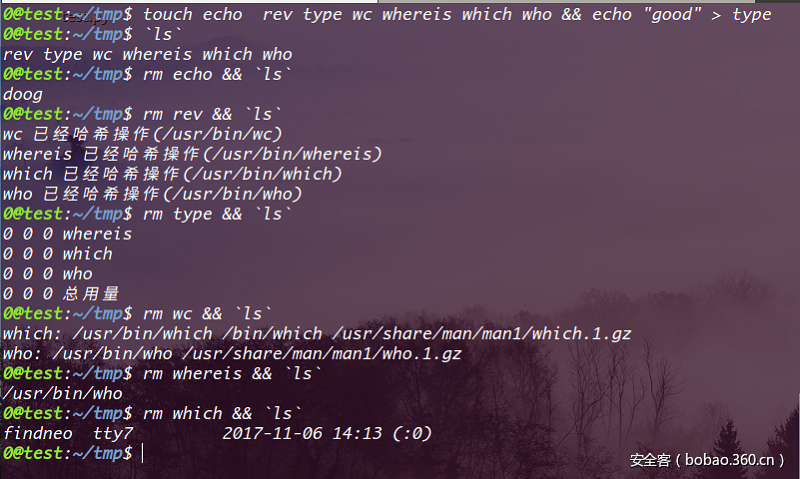 0@test:~/tmp$ touch echo  rev type wc whereis which who && echo "good" > type
0@test:~/tmp$ `ls`
rev type wc whereis which who
0@test:~/tmp$ rm echo && `ls`
doog
0@test:~/tmp$ rm rev && `ls`
wc 已经哈希操作(/usr/bin/wc)
whereis 已经哈希操作(/usr/bin/whereis)
which 已经哈希操作(/usr/bin/which)
who 已经哈希操作(/usr/bin/who)
0@test:~/tmp$ rm type && `ls`
0 0 0 whereis
0 0 0 which
0 0 0 who
0 0 0 总用量
0@test:~/tmp$ rm wc && `ls`
which: /usr/bin/which /bin/which /usr/share/man/man1/which.1.gz
who: /usr/bin/who /usr/share/man/man1/who.1.gz
0@test:~/tmp$ rm whereis && `ls`
/usr/bin/who
0@test:~/tmp$ rm which && `ls`
findneo  tty7         2017-11-06 14:13 (:0)
0@test:~/tmp$
安全客（bobao.360.cn）